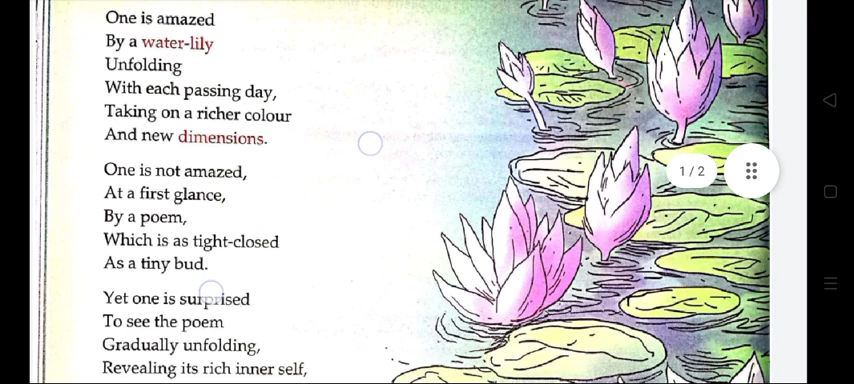 One is amazed
By a water-lily
Unfolding
With each passing day,
Taking on a richer colour
And new dimensions.
One is not amazed,
At a first glance,
By a poem,
Which is as tight-closed
As a tiny bud.
Yet one is surprised
To see the poem
Gradually unfolding,
Revealing its rich inner self,
1 / 2